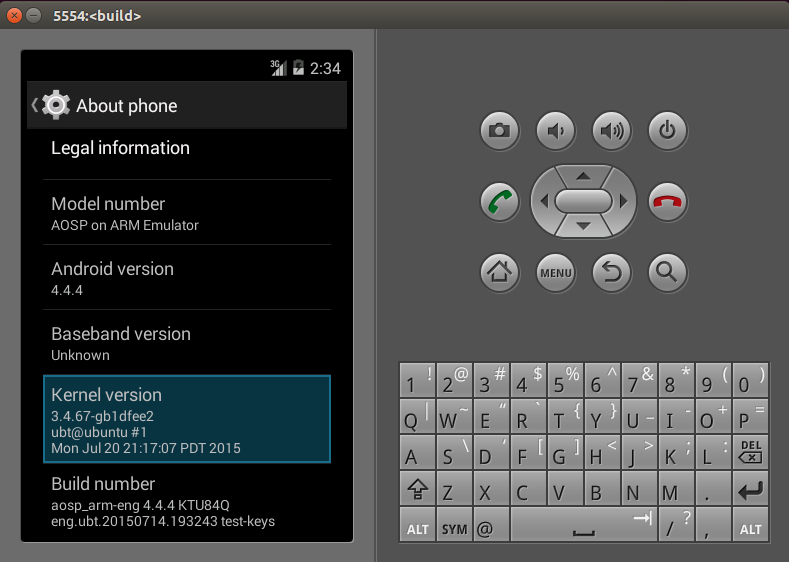 5554:<build>
3G 2:34
About phone
Legal information
Model number
AOSP on ARM Emulator
Android version
4.4.4
Baseband version
Unknown
Kernel version
3.4.67-gb1dfee2
ubt@ubuntu #1
Mon Jul 20 21:17:07 PDT 2015
Build number
aosp_arm-eng 4.4.4 KTU84Q
eng.ubt.20150714.193243 test-keys
MENU
1 ! 2 @ 3 # 4 $ 5 % 6 ^ 7 & 8 * 9 ( 0 )
Q | W ~ E “ R ` T { Y } U _ I - O + P =
A S \ D ‘ F [ G ] H < J > K ; L : DEL
Z X C V B N M .
ALT SYM @ / ? , ALT